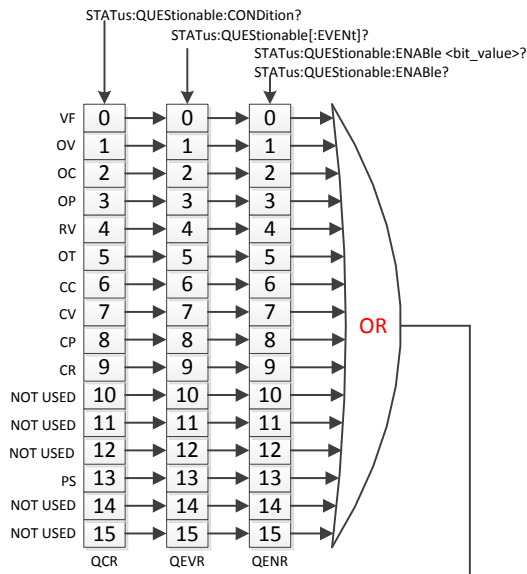 STATus:QUEStionable:CONDition?
STATus:QUEStionable[:EVENt]?
STATus:QUEStionable:ENABle <bit_value>?
STATus:QUEStionable:ENABle?
VF 0 0 0
OV 1 1 1
OC 2 2 2
OP 3 3 3
RV 4 4 4
OT 5 5 5
CC 6 6 6
CV 7 7 7
CP 8 8 8
CR 9 9 9
NOT USED 10 10 10
NOT USED 11 11 11
NOT USED 12 12 12
PS 13 13 13
NOT USED 14 14 14
NOT USED 15 15 15
OR
QCR QEVR QENR